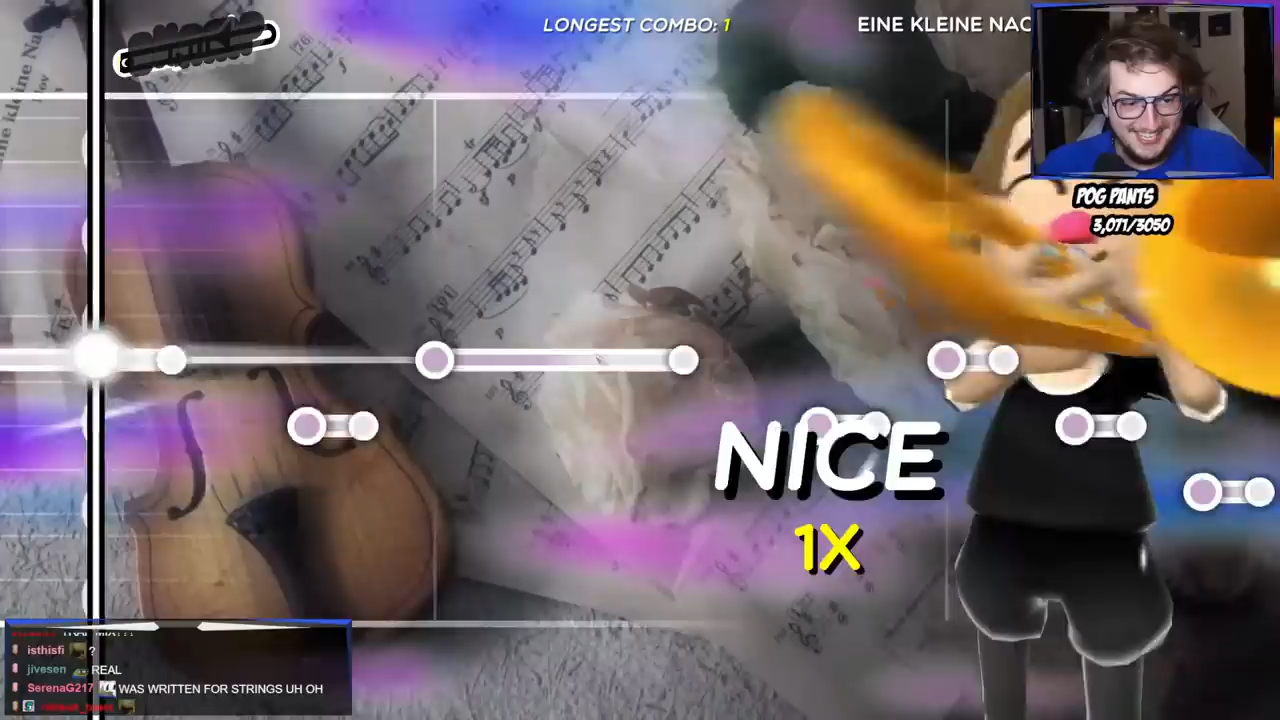 LONGEST COMBO: 1
EINE KLEINE NAC
POG PANTS
3,071/3050
NICE
1X
isthisfi ?
jivesen REAL
SerenaG217 WAS WRITTEN FOR STRINGS UH OH